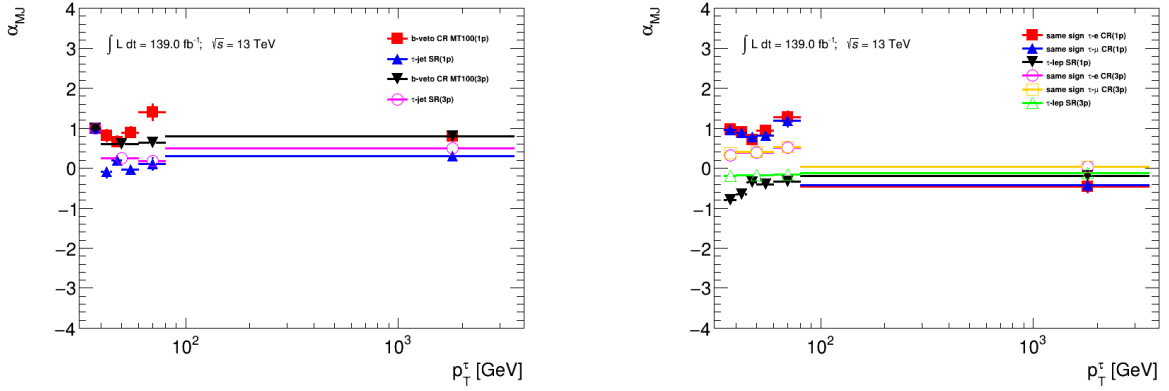 α_MJ
4
3
2
1
0
−1
−2
−3
−4
∫ L dt = 139.0 fb⁻¹; √s = 13 TeV
b-veto CR MT100(1p)
τ-jet SR(1p)
b-veto CR MT100(3p)
τ-jet SR(3p)
10²
10³
p_T^τ [GeV]
α_MJ
4
3
2
1
0
−1
−2
−3
−4
∫ L dt = 139.0 fb⁻¹; √s = 13 TeV
same sign τ-e CR(1p)
same sign τ-μ CR(1p)
τ-lep SR(1p)
same sign τ-e CR(3p)
same sign τ-μ CR(3p)
τ-lep SR(3p)
10²
10³
p_T^τ [GeV]